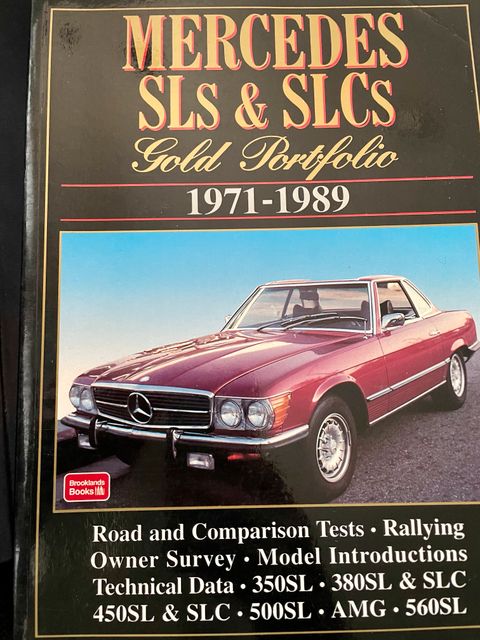 MERCEDES
SLS & SLCS
Gold Portfolio
1971-1989
Brooklands
Books
Road and Comparison Tests · Rallying
Owner Survey · Model Introductions
Technical Data · 350SL · 380SL & SLC
450SL & SLC · 500SL · AMG · 560SL